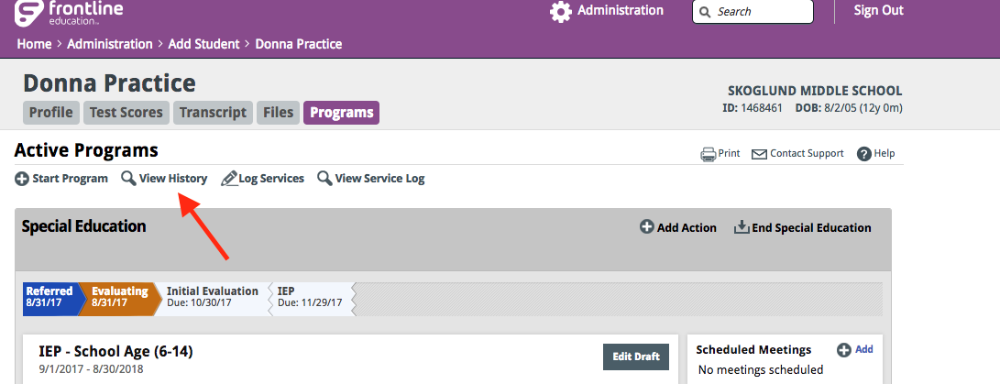 frontline
education™
Administration
Search
Sign Out
Home > Administration > Add Student > Donna Practice
Donna Practice
SKOGLUND MIDDLE SCHOOL
ID: 1468461 DOB: 8/2/05 (12y 0m)
Profile Test Scores Transcript Files Programs
Active Programs
Print Contact Support Help
Start Program View History Log Services View Service Log
Special Education
Add Action End Special Education
Referred Evaluating Initial Evaluation IEP
8/31/17 8/31/17 Due: 10/30/17 Due: 11/29/17
IEP - School Age (6-14)
9/1/2017 - 8/30/2018
Edit Draft
Scheduled Meetings Add
No meetings scheduled